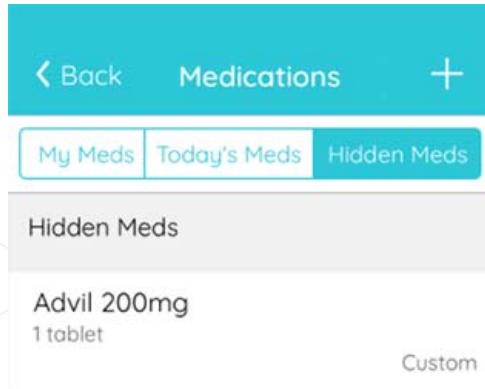 Back Medications +
My Meds Today's Meds Hidden Meds
Hidden Meds
Advil 200mg
1 tablet
Custom